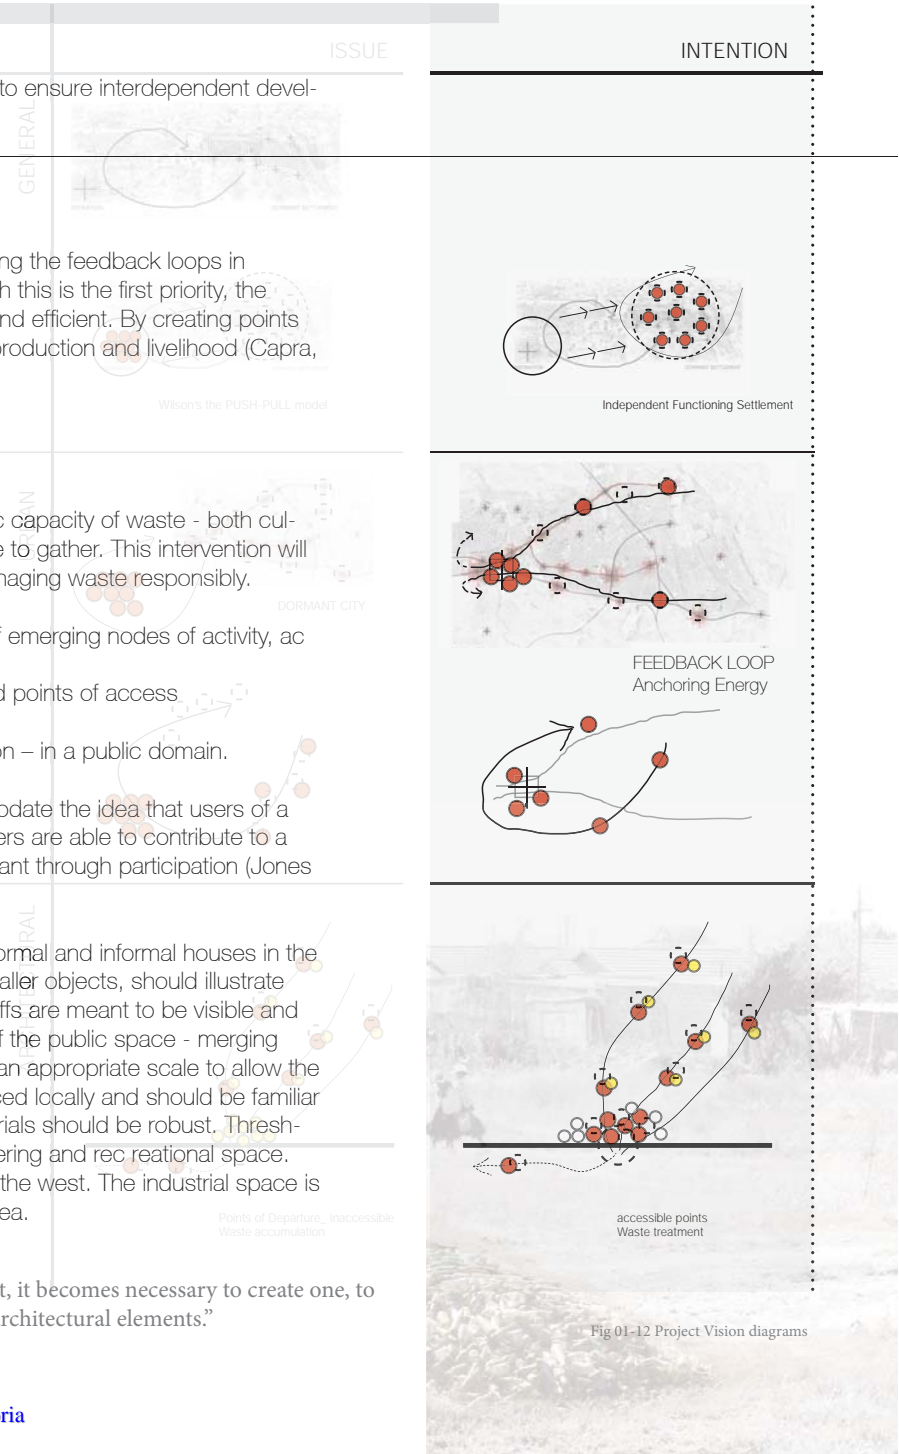 ISSUE
INTENTION
to ensure interdependent devel-
GENERAL
ng the feedback loops in
h this is the first priority, the
nd efficient. By creating points
production and livelihood (Capra,
Wilson's the PUSH-PULL model
Independent Functioning Settlement
c capacity of waste - both cul-
e to gather. This intervention will
naging waste responsibly.
DORMANT CITY
f emerging nodes of activity, ac
FEEDBACK LOOP
Anchoring Energy
d points of access
on – in a public domain.
odate the idea that users of a
ers are able to contribute to a
ant through participation (Jones
ormal and informal houses in the
aller objects, should illustrate
ffs are meant to be visible and
f the public space - merging
an appropriate scale to allow the
ced locally and should be familiar
rials should be robust. Thresh-
ering and rec reational space.
the west. The industrial space is
ea.
Points of Departure_ Inaccessible
Waste accumulation
accessible points
Waste treatment
t, it becomes necessary to create one, to
rchitectural elements.”
Fig 01-12 Project Vision diagrams
ria